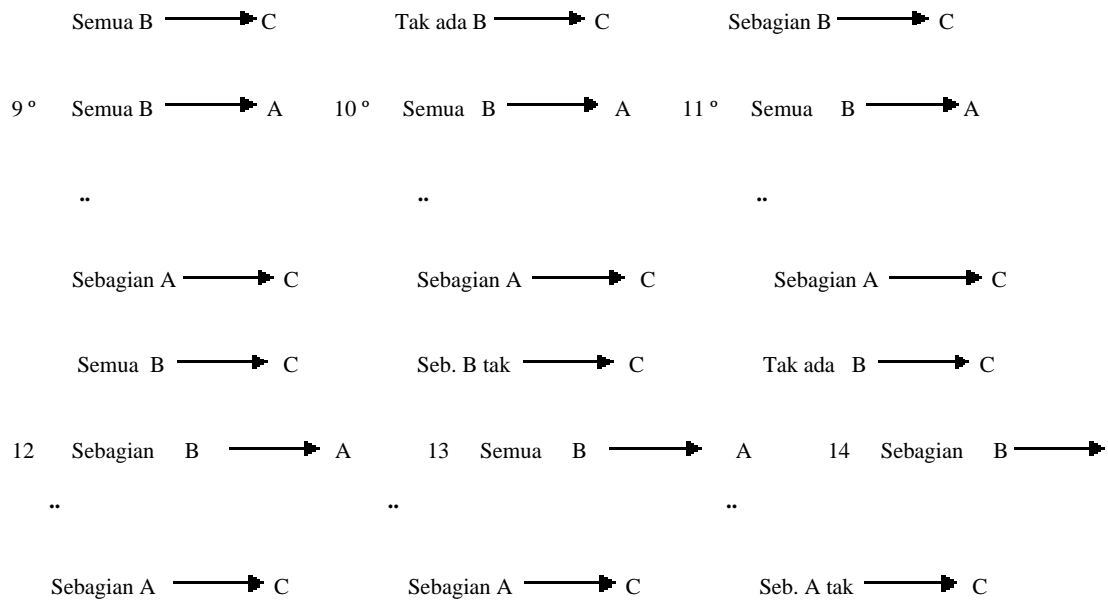 Semua B → C Tak ada B → C Sebagian B → C
9 º Semua B → A 10 º Semua B → A 11 º Semua B → A
.. .. ..
Sebagian A → C Sebagian A → C Sebagian A → C
Semua B → C Seb. B tak → C Tak ada B → C
12 Sebagian B → A 13 Semua B → A 14 Sebagian B →
.. .. ..
Sebagian A → C Sebagian A → C Seb. A tak → C